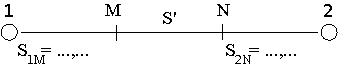 1 M S' N 2
S1M= ...,... S2N= ...,...